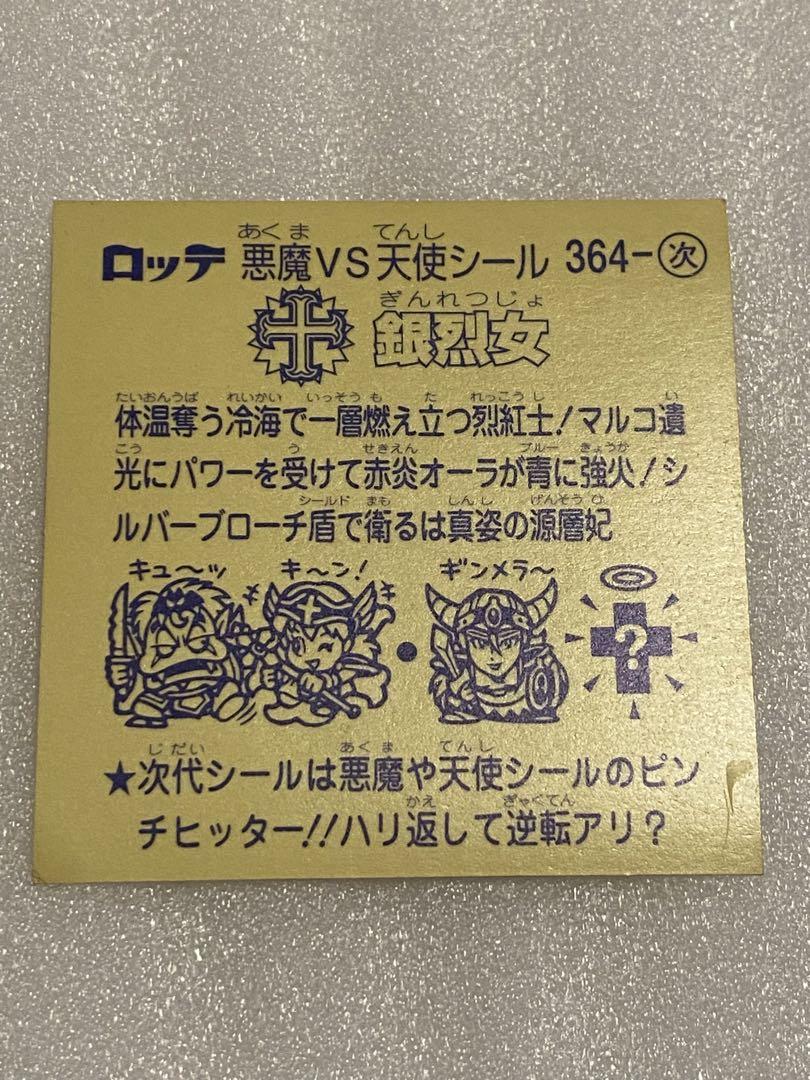 ロッテ 悪魔VS天使シール 364-㊎次
あくま てんし
ぎんれつじょ
銀烈女
たいおんうば れいかい いっそう も た れっこうし い
体温奪う冷海で一層燃え立つ烈紅士!マルコ遺
こう う せきえん ブルー きょうか
光にパワーを受けて赤炎オーラが青に強火!シ
シールド まも しんし げんそうひ
ルバーブローチ盾で衛るは真姿の源層妃
キュ〜ッ キ〜ン! ギンメラ〜
?
じだい あくま てんし
★次代シールは悪魔や天使シールのピン
かえ ぎゃくてん
チヒッター!!ハリ返して逆転アリ?